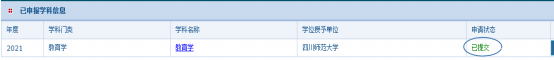 已申报学科信息
年度 学科门类 学科名称 学位授予单位 申请状态
2021 教育学 教育学 四川师范大学 已提交